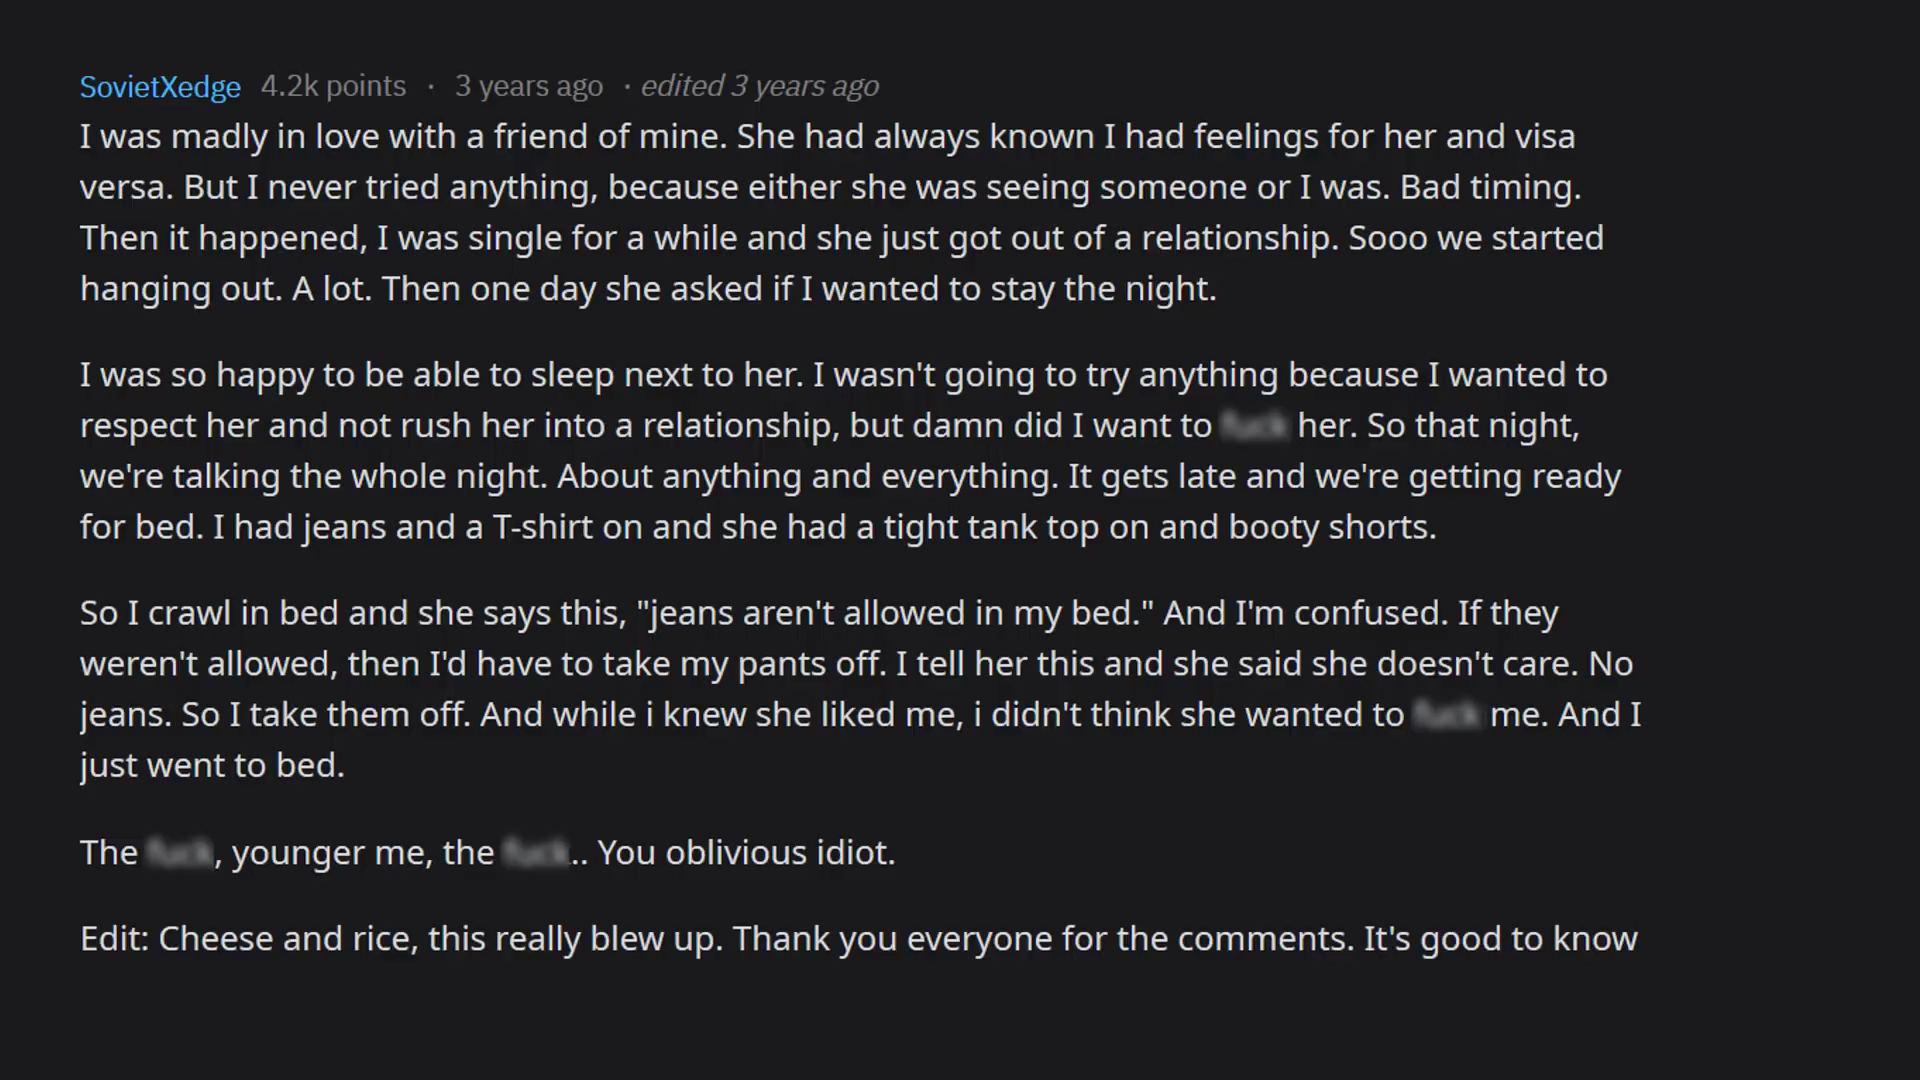 SovietXedge 4.2k points · 3 years ago · edited 3 years ago
I was madly in love with a friend of mine. She had always known I had feelings for her and visa
versa. But I never tried anything, because either she was seeing someone or I was. Bad timing.
Then it happened, I was single for a while and she just got out of a relationship. Sooo we started
hanging out. A lot. Then one day she asked if I wanted to stay the night.
I was so happy to be able to sleep next to her. I wasn't going to try anything because I wanted to
respect her and not rush her into a relationship, but damn did I want to fuck her. So that night,
we're talking the whole night. About anything and everything. It gets late and we're getting ready
for bed. I had jeans and a T-shirt on and she had a tight tank top on and booty shorts.
So I crawl in bed and she says this, "jeans aren't allowed in my bed." And I'm confused. If they
weren't allowed, then I'd have to take my pants off. I tell her this and she said she doesn't care. No
jeans. So I take them off. And while i knew she liked me, i didn't think she wanted to fuck me. And I
just went to bed.
The fuck, younger me, the fuck.. You oblivious idiot.
Edit: Cheese and rice, this really blew up. Thank you everyone for the comments. It's good to know